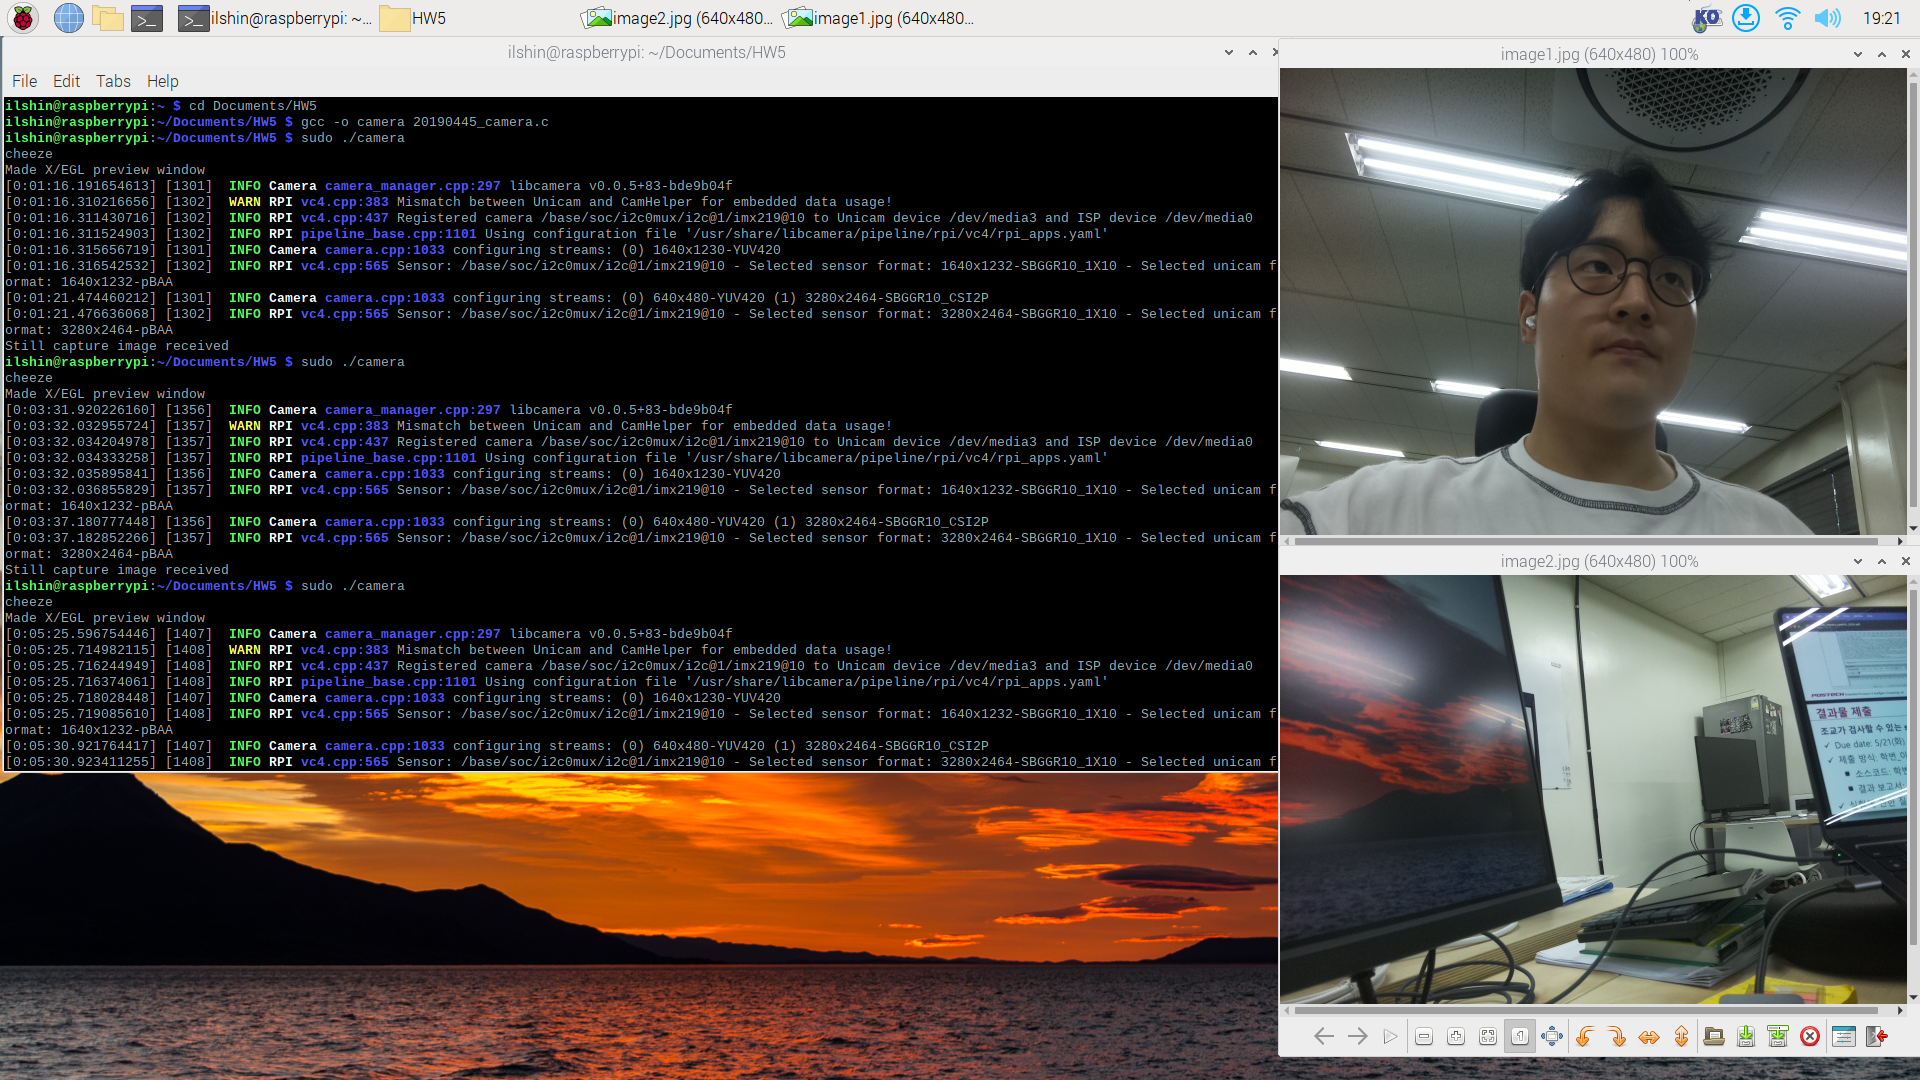 ilshin@raspberrypi: ~...
HW5
image2.jpg (640x480...
image1.jpg (640x480)...
KO
19:21
ilshin@raspberrypi: ~/Documents/HW5
File Edit Tabs Help
ilshin@raspberrypi:~ $ cd Documents/HW5
ilshin@raspberrypi:~/Documents/HW5 $ gcc -o camera 20190445_camera.c
ilshin@raspberrypi:~/Documents/HW5 $ sudo ./camera
cheeze
Made X/EGL preview window
[0:01:16.191654613] [1301]  INFO Camera camera_manager.cpp:297 libcamera v0.0.5+83-bde9b04f
[0:01:16.310216656] [1302]  WARN RPI vc4.cpp:383 Mismatch between Unicam and CamHelper for embedded data usage!
[0:01:16.311430716] [1302]  INFO RPI vc4.cpp:437 Registered camera /base/soc/i2c0mux/i2c@1/imx219@10 to Unicam device /dev/media3 and ISP device /dev/media0
[0:01:16.311524903] [1302]  INFO RPI pipeline_base.cpp:1101 Using configuration file '/usr/share/libcamera/pipeline/rpi/vc4/rpi_apps.yaml'
[0:01:16.315656719] [1301]  INFO Camera camera.cpp:1033 configuring streams: (0) 1640x1230-YUV420
[0:01:16.316542532] [1302]  INFO RPI vc4.cpp:565 Sensor: /base/soc/i2c0mux/i2c@1/imx219@10 - Selected sensor format: 1640x1232-SBGGR10_1X10 - Selected unicam f
ormat: 1640x1232-pBAA
[0:01:21.474460212] [1301]  INFO Camera camera.cpp:1033 configuring streams: (0) 640x480-YUV420 (1) 3280x2464-SBGGR10_CSI2P
[0:01:21.476636068] [1302]  INFO RPI vc4.cpp:565 Sensor: /base/soc/i2c0mux/i2c@1/imx219@10 - Selected sensor format: 3280x2464-SBGGR10_1X10 - Selected unicam f
ormat: 3280x2464-pBAA
Still capture image received
ilshin@raspberrypi:~/Documents/HW5 $ sudo ./camera
cheeze
Made X/EGL preview window
[0:03:31.920226160] [1356]  INFO Camera camera_manager.cpp:297 libcamera v0.0.5+83-bde9b04f
[0:03:32.032955724] [1357]  WARN RPI vc4.cpp:383 Mismatch between Unicam and CamHelper for embedded data usage!
[0:03:32.034204978] [1357]  INFO RPI vc4.cpp:437 Registered camera /base/soc/i2c0mux/i2c@1/imx219@10 to Unicam device /dev/media3 and ISP device /dev/media0
[0:03:32.034333258] [1357]  INFO RPI pipeline_base.cpp:1101 Using configuration file '/usr/share/libcamera/pipeline/rpi/vc4/rpi_apps.yaml'
[0:03:32.035895841] [1356]  INFO Camera camera.cpp:1033 configuring streams: (0) 1640x1230-YUV420
[0:03:32.036855829] [1357]  INFO RPI vc4.cpp:565 Sensor: /base/soc/i2c0mux/i2c@1/imx219@10 - Selected sensor format: 1640x1232-SBGGR10_1X10 - Selected unicam f
ormat: 1640x1232-pBAA
[0:03:37.180777448] [1356]  INFO Camera camera.cpp:1033 configuring streams: (0) 640x480-YUV420 (1) 3280x2464-SBGGR10_CSI2P
[0:03:37.182852266] [1357]  INFO RPI vc4.cpp:565 Sensor: /base/soc/i2c0mux/i2c@1/imx219@10 - Selected sensor format: 3280x2464-SBGGR10_1X10 - Selected unicam f
ormat: 3280x2464-pBAA
Still capture image received
ilshin@raspberrypi:~/Documents/HW5 $ sudo ./camera
cheeze
Made X/EGL preview window
[0:05:25.596754446] [1407]  INFO Camera camera_manager.cpp:297 libcamera v0.0.5+83-bde9b04f
[0:05:25.714982115] [1408]  WARN RPI vc4.cpp:383 Mismatch between Unicam and CamHelper for embedded data usage!
[0:05:25.716244949] [1408]  INFO RPI vc4.cpp:437 Registered camera /base/soc/i2c0mux/i2c@1/imx219@10 to Unicam device /dev/media3 and ISP device /dev/media0
[0:05:25.716374061] [1408]  INFO RPI pipeline_base.cpp:1101 Using configuration file '/usr/share/libcamera/pipeline/rpi/vc4/rpi_apps.yaml'
[0:05:25.718028448] [1407]  INFO Camera camera.cpp:1033 configuring streams: (0) 1640x1230-YUV420
[0:05:25.719085610] [1408]  INFO RPI vc4.cpp:565 Sensor: /base/soc/i2c0mux/i2c@1/imx219@10 - Selected sensor format: 1640x1232-SBGGR10_1X10 - Selected unicam f
ormat: 1640x1232-pBAA
[0:05:30.921764417] [1407]  INFO Camera camera.cpp:1033 configuring streams: (0) 640x480-YUV420 (1) 3280x2464-SBGGR10_CSI2P
[0:05:30.923411255] [1408]  INFO RPI vc4.cpp:565 Sensor: /base/soc/i2c0mux/i2c@1/imx219@10 - Selected sensor format: 3280x2464-SBGGR10_1X10 - Selected unicam f
image1.jpg (640x480) 100%
image2.jpg (640x480) 100%
POSTECH
결과물 제출
조교가 검사할 수 있는
✓ Due date: 5/21(화)
✓ 제출 방식: 학번_이
▪ 소스코드: 학번
▪ 결과 보고서:
1